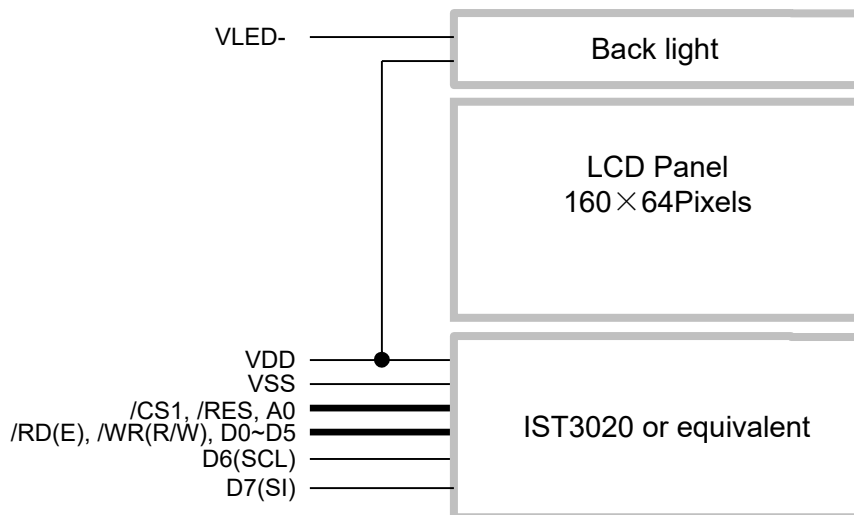 VLED-
Back light
LCD Panel
160×64Pixels
VDD
VSS
/CS1, /RES, A0
/RD(E), /WR(R/W), D0~D5
IST3020 or equivalent
D6(SCL)
D7(SI)